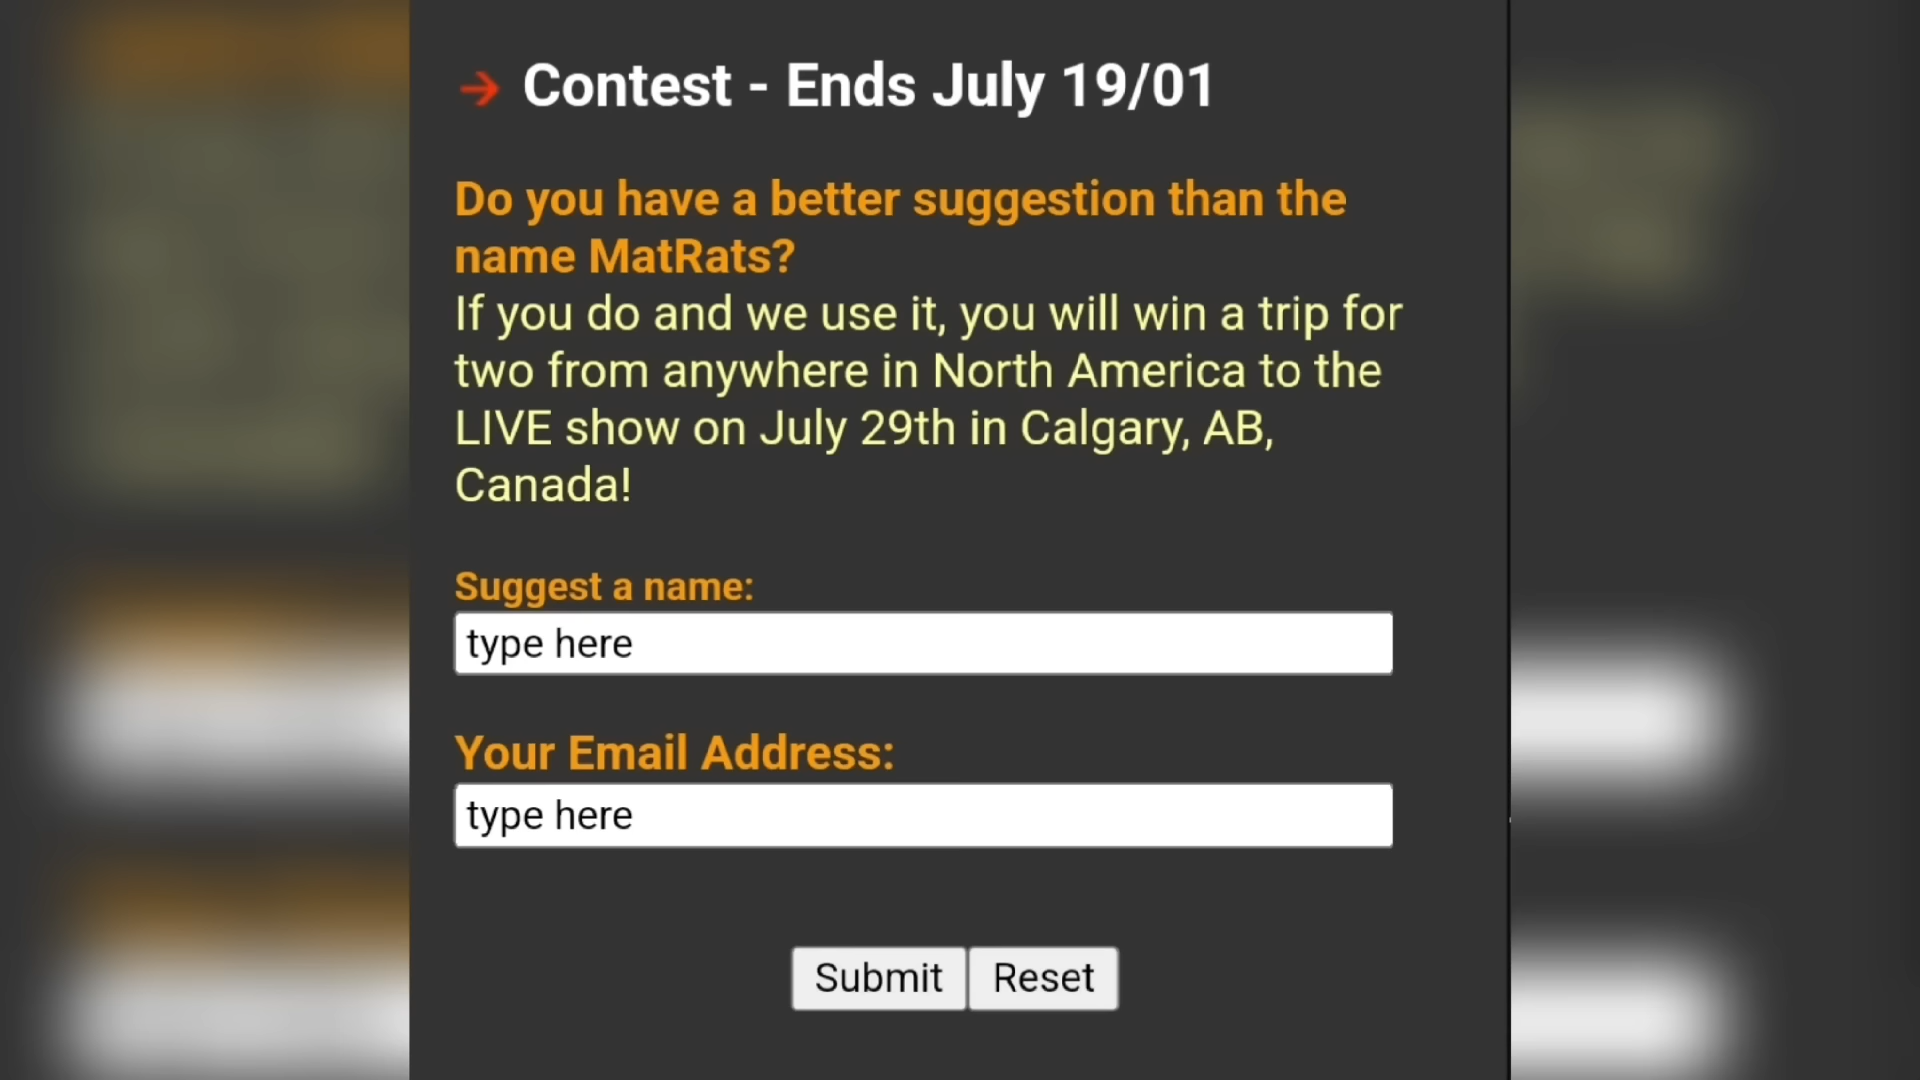 → Contest - Ends July 19/01
Do you have a better suggestion than the
name MatRats?
If you do and we use it, you will win a trip for
two from anywhere in North America to the
LIVE show on July 29th in Calgary, AB,
Canada!
Suggest a name:
type here
Your Email Address:
type here
Submit Reset